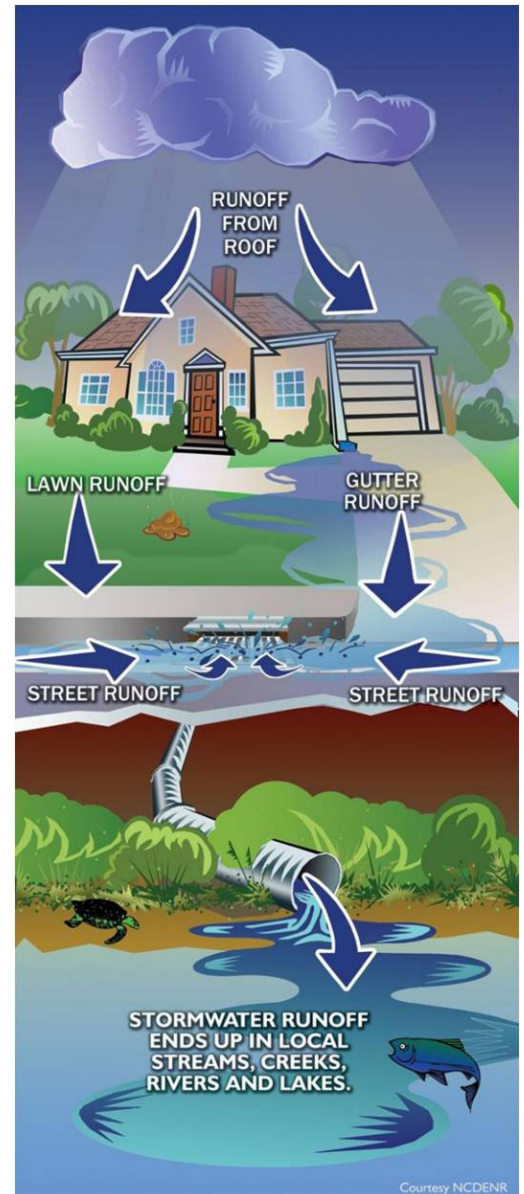 RUNOFF
FROM
ROOF
LAWN RUNOFF
GUTTER
RUNOFF
STREET RUNOFF
STREET RUNOFF
STORMWATER RUNOFF
ENDS UP IN LOCAL
STREAMS, CREEKS,
RIVERS AND LAKES.
Courtesy NCDENR